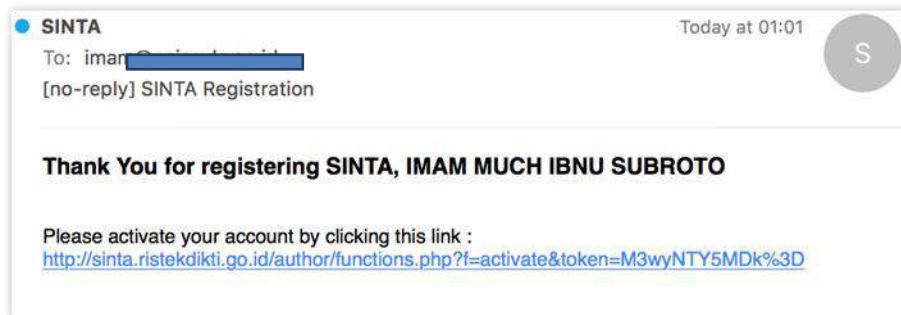 SINTA
Today at 01:01
S
To: imam
[no-reply] SINTA Registration
Thank You for registering SINTA, IMAM MUCH IBNU SUBROTO
Please activate your account by clicking this link :
http://sinta.ristekdikti.go.id/author/functions.php?f=activate&token=M3wyNTY5MDk%3D